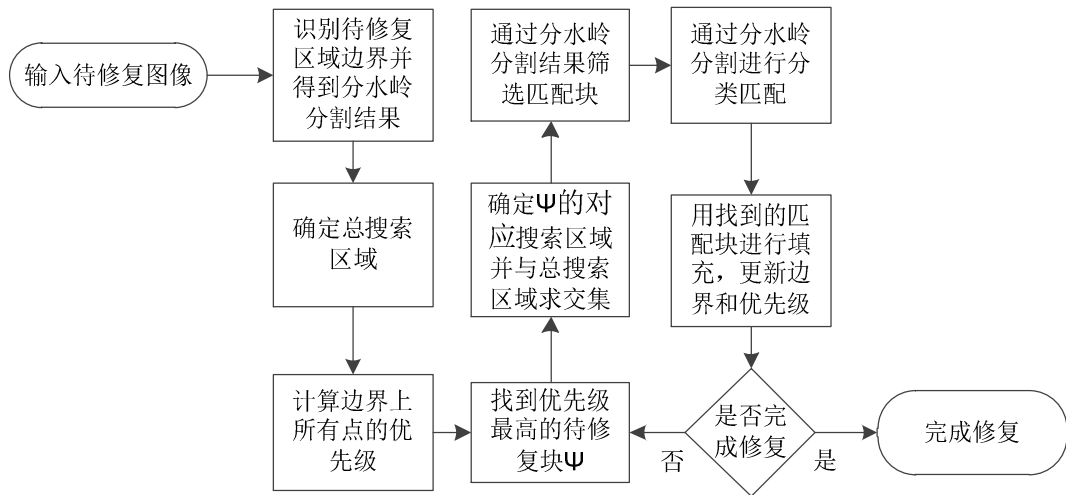 输入待修复图像
识别待修复
区域边界并
得到分水岭
分割结果
确定总搜索
区域
计算边界上
所有点的优
先级
找到优先级
最高的待修
复块Ψ
确定Ψ的对
应搜索区域
并与总搜索
区域求交集
通过分水岭
分割结果筛
选匹配块
通过分水岭
分割进行分
类匹配
用找到的匹
配块进行填
充，更新边
界和优先级
是否完
成修复
否
是
完成修复